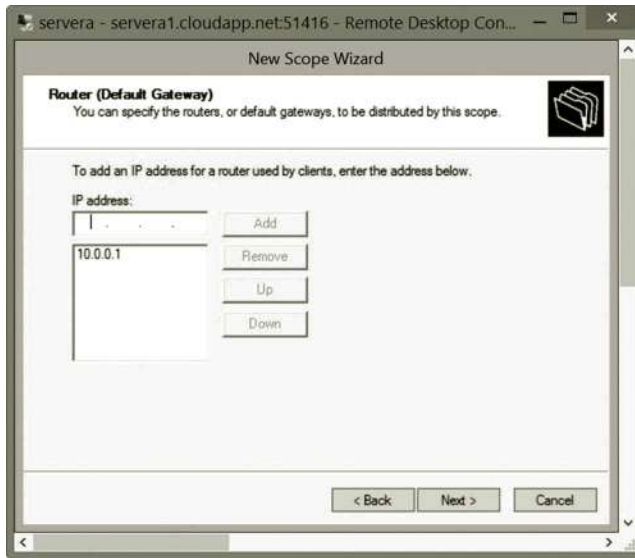 servera - servera1.cloudapp.net:51416 - Remote Desktop Con...
New Scope Wizard
Router (Default Gateway)
You can specify the routers, or default gateways, to be distributed by this scope.
To add an IP address for a router used by clients, enter the address below.
IP address:
. . .
Add
10.0.0.1
Remove
Up
Down
< Back Next > Cancel